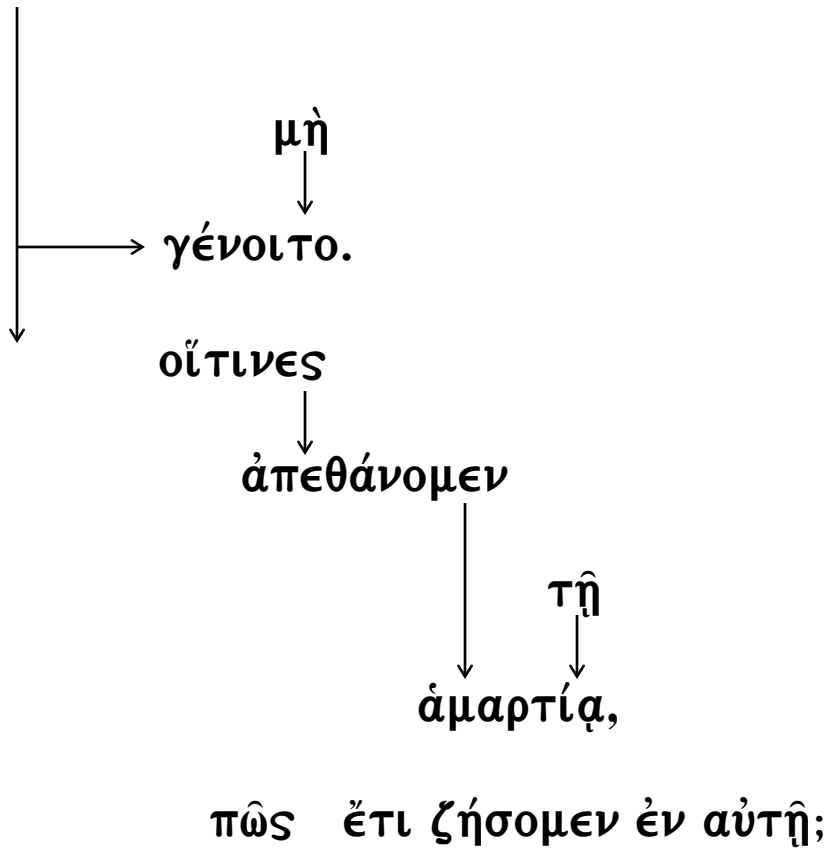 μὴ
γένοιτο.
οἵτινες
ἀπεθάνομεν
τῇ
ἁμαρτίᾳ,
πῶς ἔτι ζήσομεν ἐν αὐτῇ;